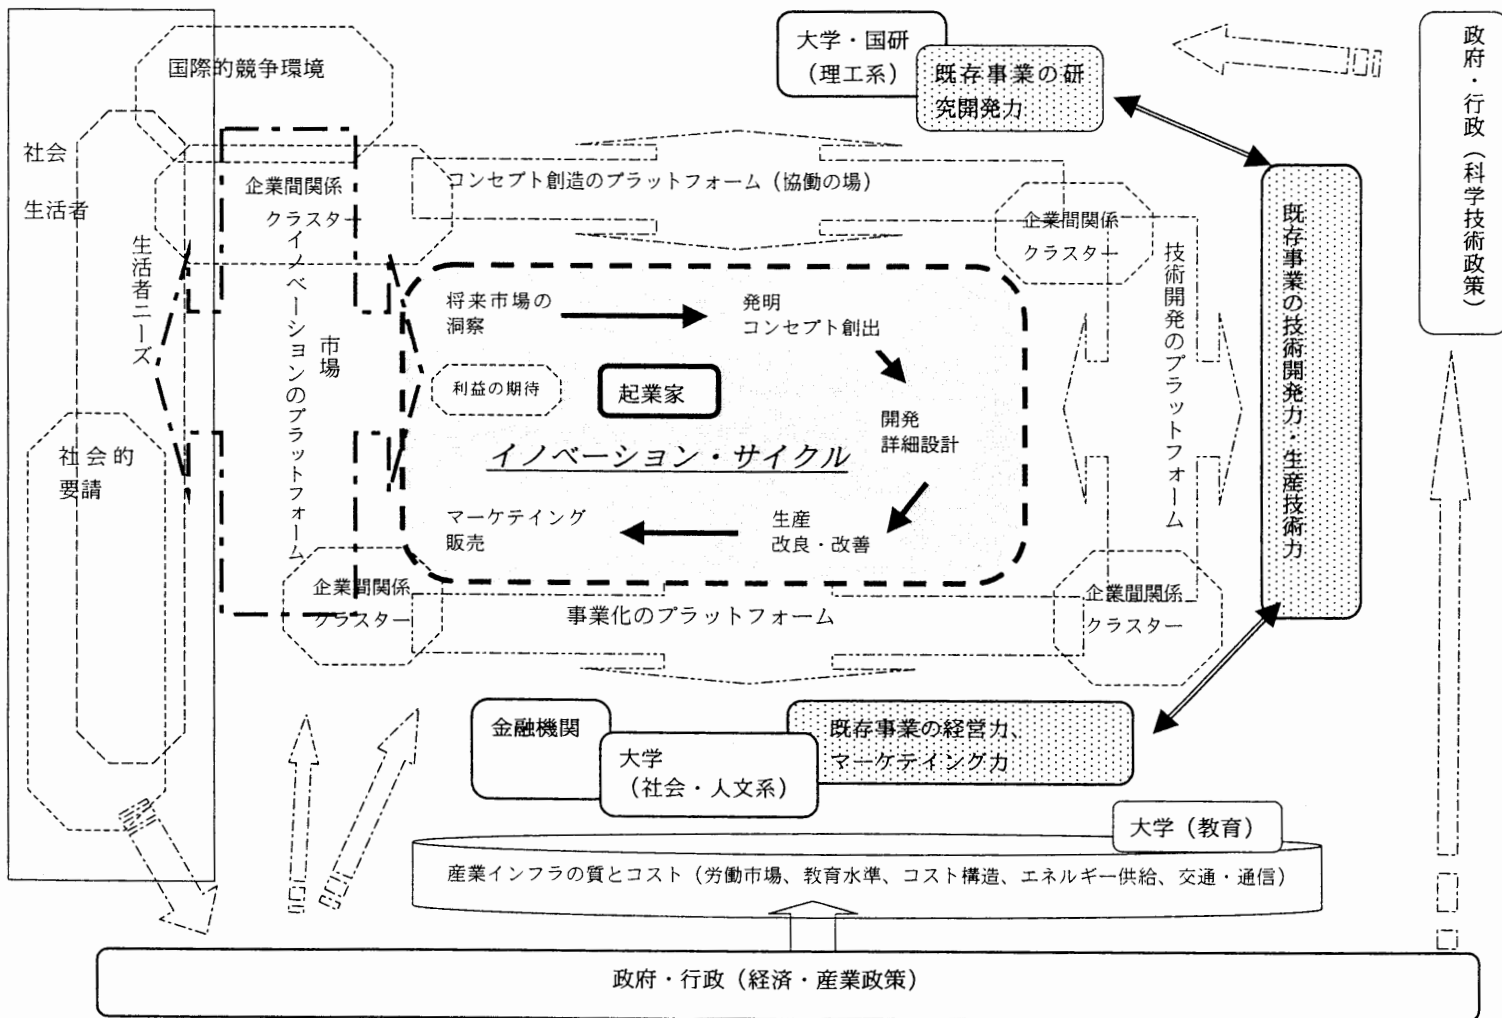 大学・国研
（理工系）
既存事業の研
究開発力
政府・行政（科学技術政策）
国際的競争環境
社会
生活者
生活者ニーズ
企業間関係
クラスター
コンセプト創造のプラットフォーム（協働の場）
企業間関係
クラスター
技術開発のプラットフォーム
既存事業の技術開発力・生産技術力
イノベーションのプラットフォーム
市場
将来市場の
洞察
発明
コンセプト創出
利益の期待
起業家
開発
詳細設計
イノベーション・サイクル
社会的
要請
マーケテイング
販売
生産
改良・改善
企業間関係
クラスター
事業化のプラットフォーム
企業間関係
クラスター
金融機関
大学
（社会・人文系）
既存事業の経営力、
マーケテイング力
大学（教育）
産業インフラの質とコスト（労働市場、教育水準、コスト構造、エネルギー供給、交通・通信）
政府・行政（経済・産業政策）